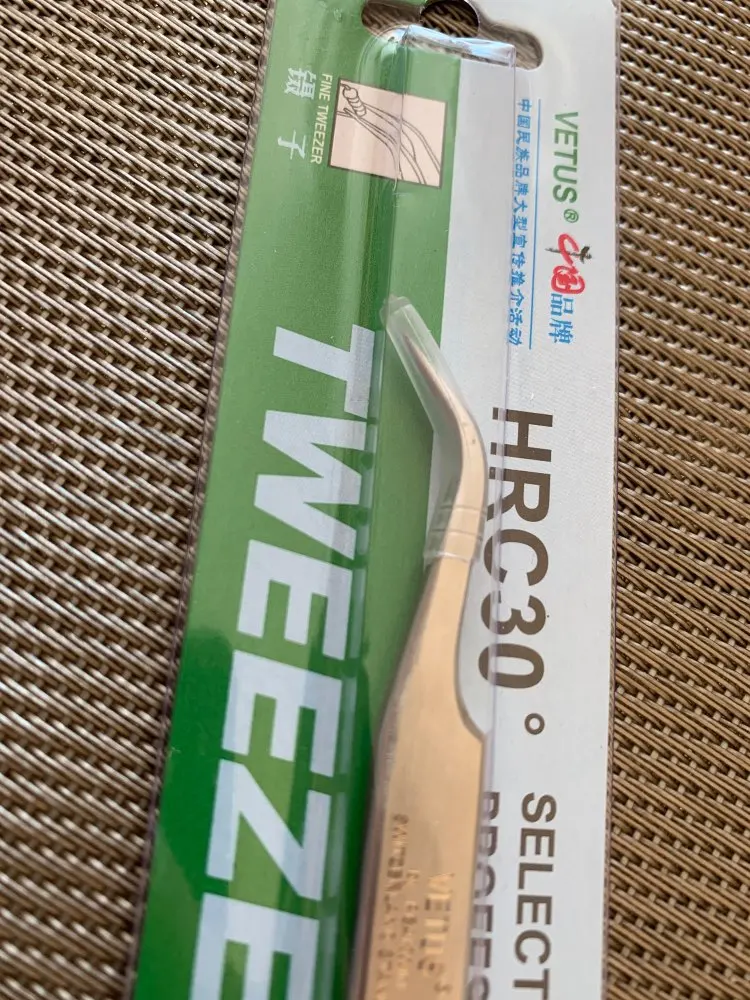 VETUS® 中国品牌
中国民族品牌大型宣传推介活动
FINE TWEEZER
镊子
HRC30°
SELECT
TWEEZE
VETUS